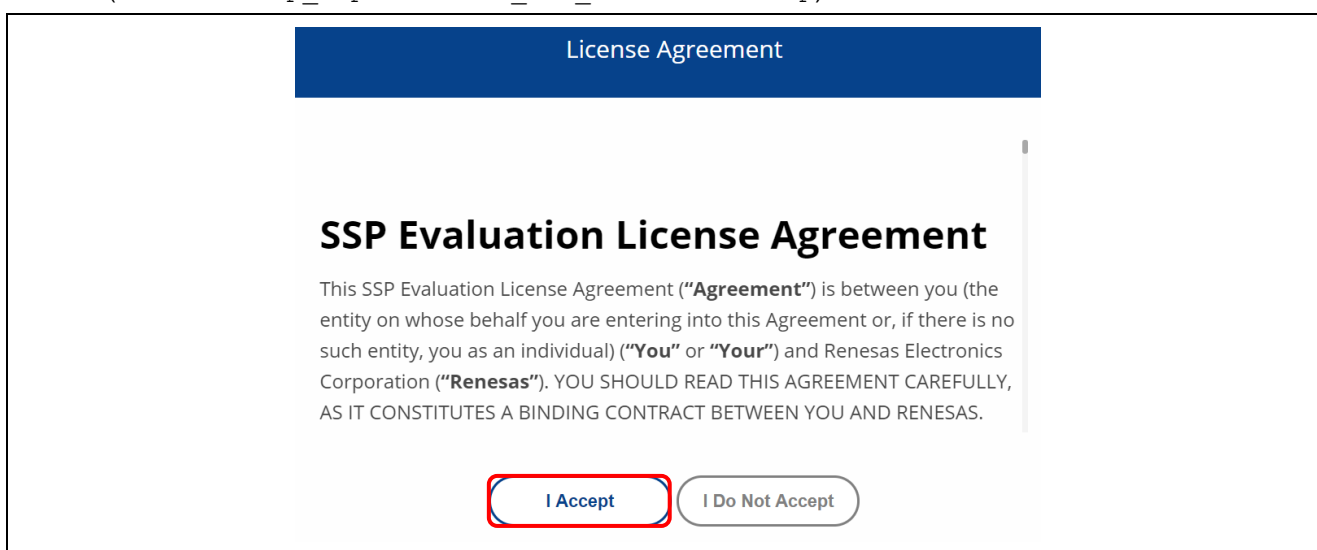 License Agreement
SSP Evaluation License Agreement
This SSP Evaluation License Agreement (“Agreement”) is between you (the
entity on whose behalf you are entering into this Agreement or, if there is no
such entity, you as an individual) (“You” or “Your”) and Renesas Electronics
Corporation (“Renesas”). YOU SHOULD READ THIS AGREEMENT CAREFULLY,
AS IT CONSTITUTES A BINDING CONTRACT BETWEEN YOU AND RENESAS.
I Accept
I Do Not Accept